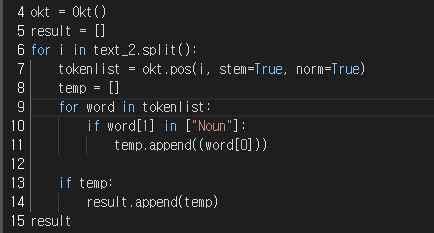 4 okt = Okt()
5 result = []
6 for i in text_2.split():
7     tokenlist = okt.pos(i, stem=True, norm=True)
8     temp = []
9     for word in tokenlist:
10         if word[1] in ["Noun"]:
11             temp.append((word[0]))
12
13     if temp:
14         result.append(temp)
15 result